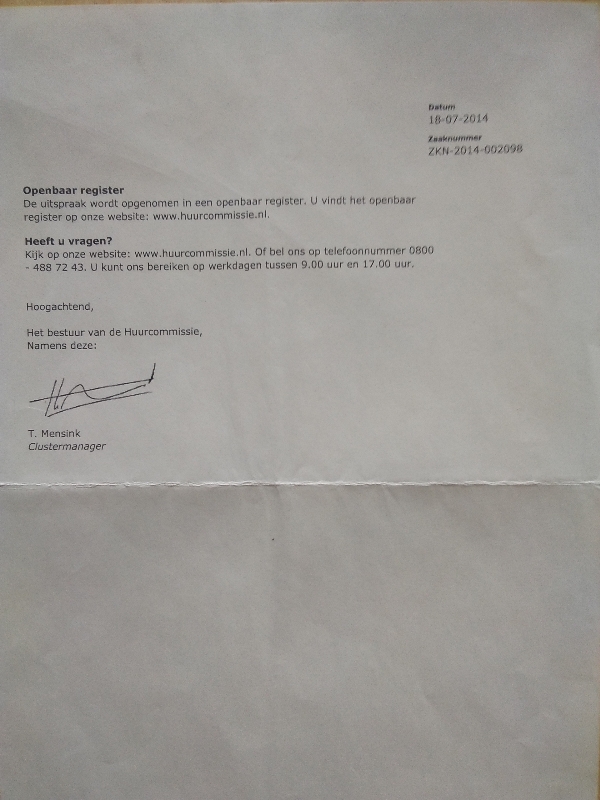 Datum
18-07-2014
Zaaknummer
ZKN-2014-002098
Openbaar register
De uitspraak wordt opgenomen in een openbaar register. U vindt het openbaar
register op onze website: www.huurcommissie.nl.
Heeft u vragen?
Kijk op onze website: www.huurcommissie.nl. Of bel ons op telefoonnummer 0800
- 488 72 43. U kunt ons bereiken op werkdagen tussen 9.00 uur en 17.00 uur.
Hoogachtend,
Het bestuur van de Huurcommissie,
Namens deze:
T. Mensink
Clustermanager